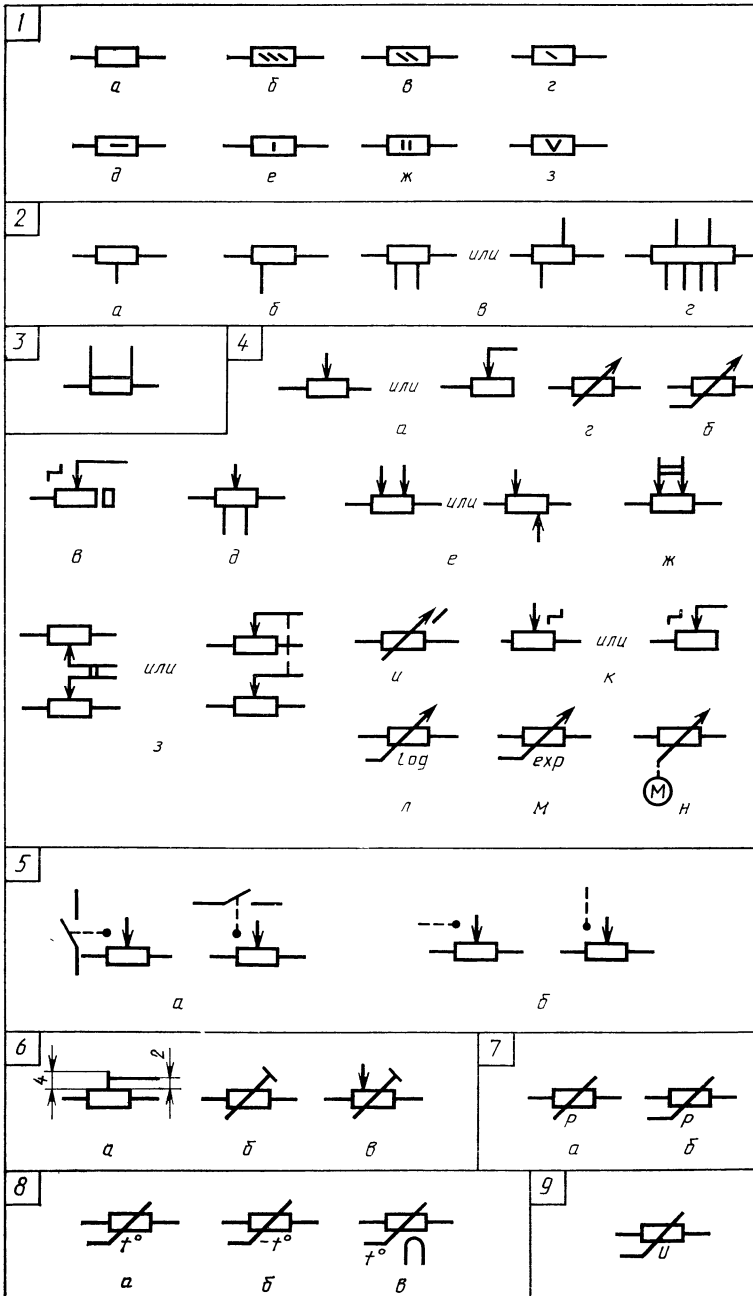 1
а б в г
д е ж з
2
или
а б в г
3 4
или
а г б
или
в д е ж
или или
и к
з
log exp
М
л м н
5
а б
6 7
4 2
р р
а б в а б
8 9
t° -t° t° u
а б в